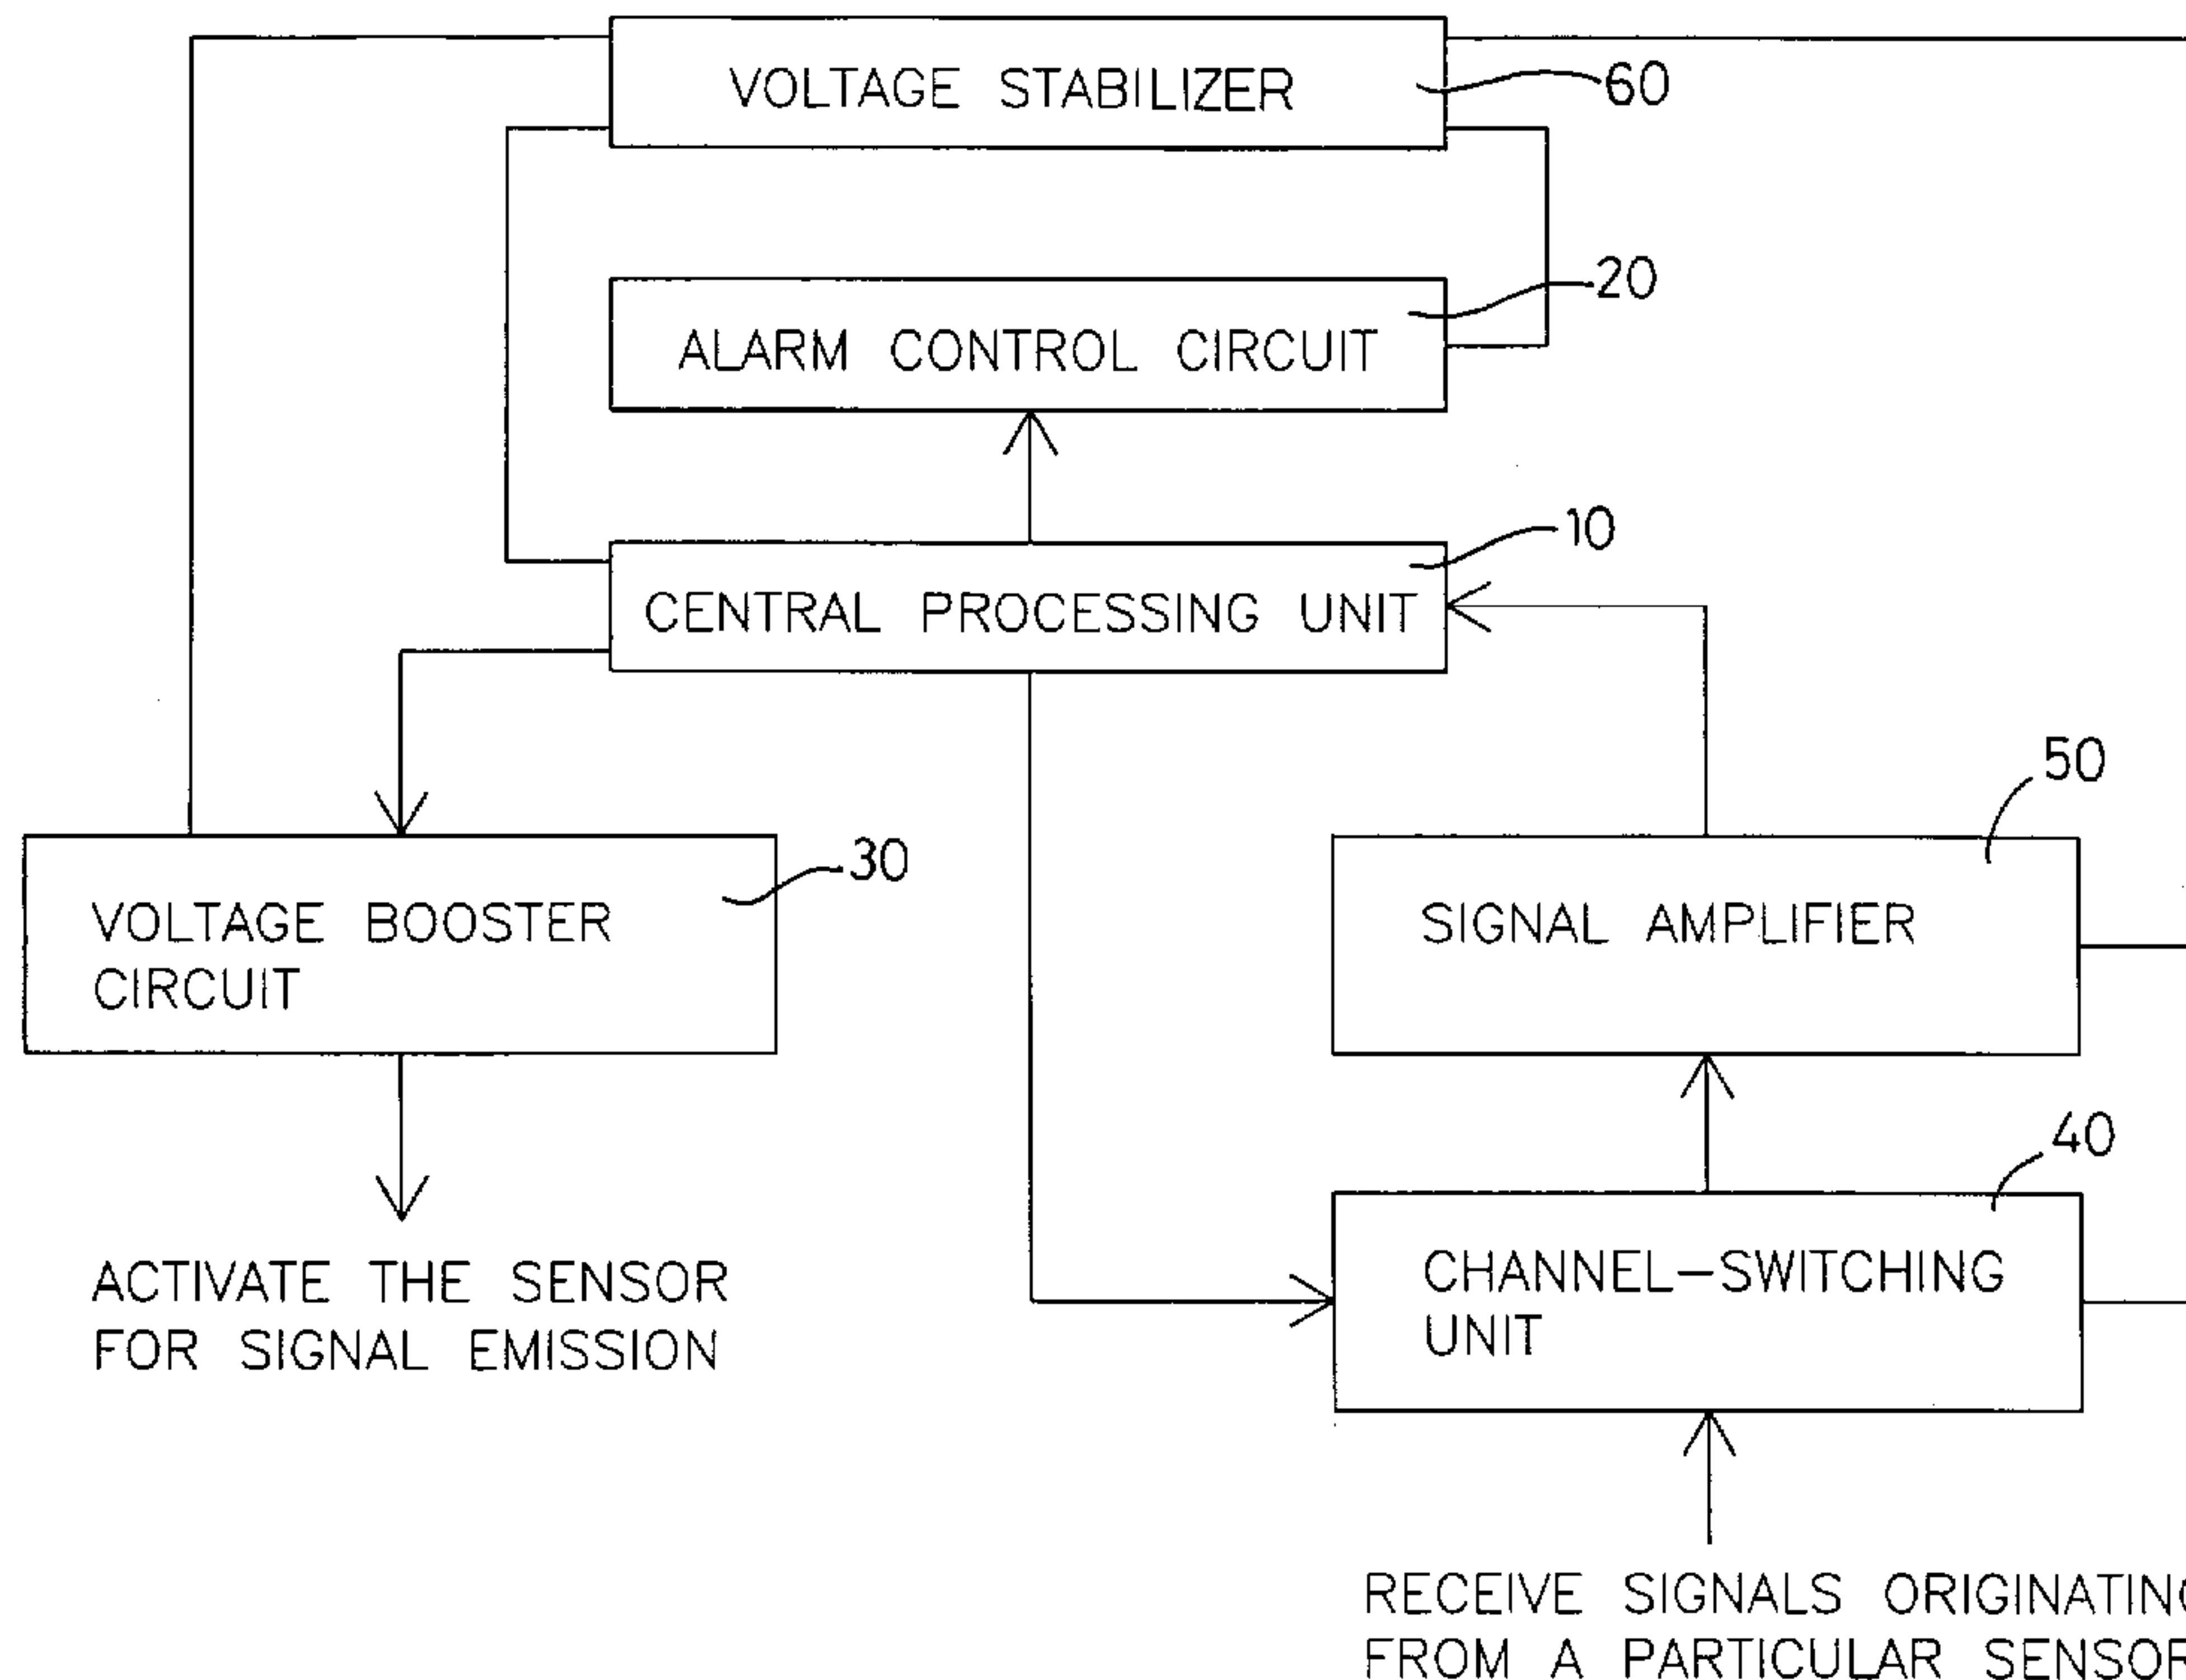 VOLTAGE STABILIZER
60
20
ALARM CONTROL CIRCUIT
10
CENTRAL PROCESSING UNIT
50
30
VOLTAGE BOOSTER
CIRCUIT
SIGNAL AMPLIFIER
40
ACTIVATE THE SENSOR
FOR SIGNAL EMISSION
CHANNEL-SWITCHING
UNIT
RECEIVE SIGNALS ORIGINATING
FROM A PARTICULAR SENSOR